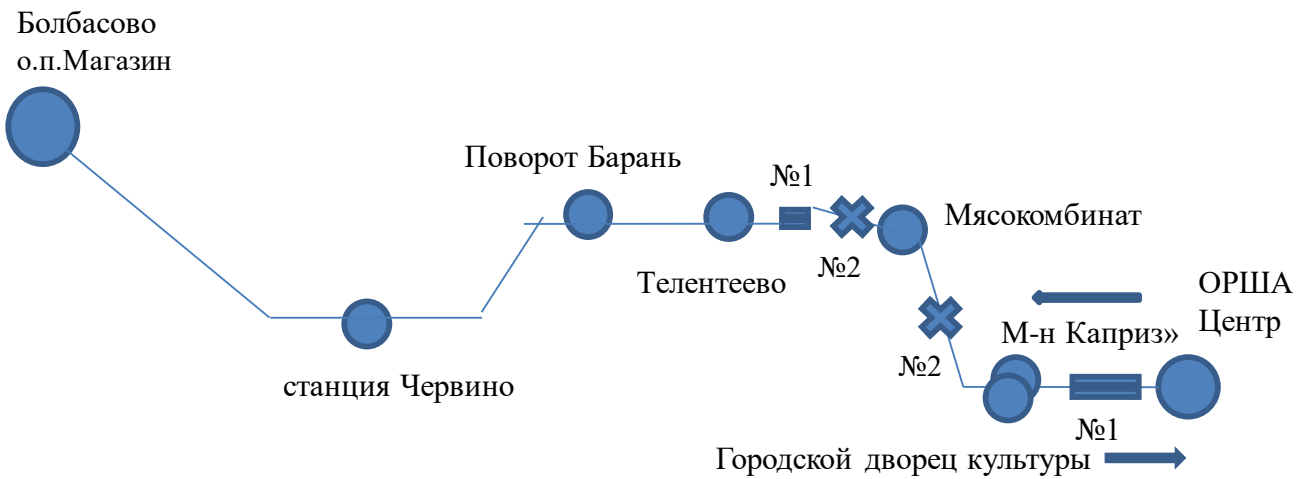 Болбасово
о.п.Магазин
Поворот Барань
№1
Мясокомбинат
№2
Телентеево
ОРША
Центр
М-н Каприз»
№2
станция Червино
№1
Городской дворец культуры